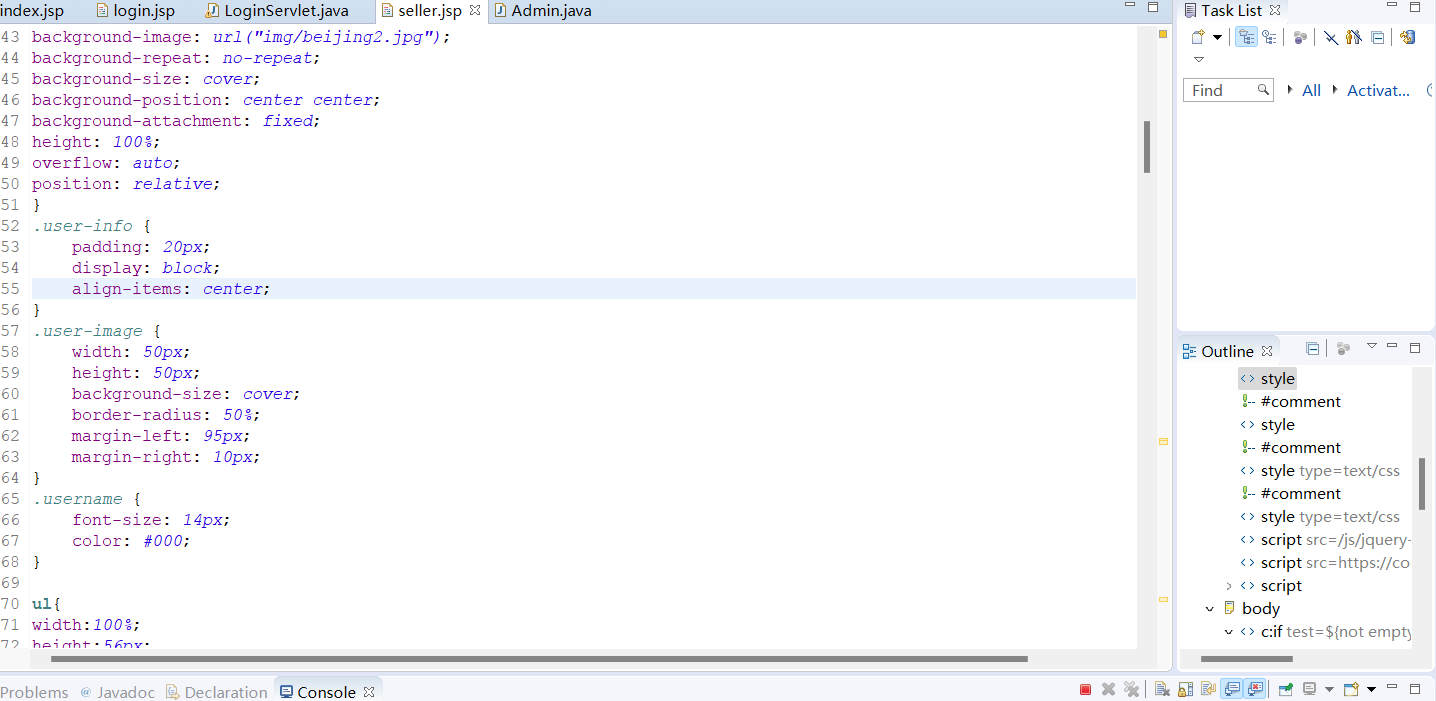 index.jsp login.jsp LoginServlet.java seller.jsp Admin.java
43 background-image: url("img/beijing2.jpg");
44 background-repeat: no-repeat;
45 background-size: cover;
46 background-position: center center;
47 background-attachment: fixed;
48 height: 100%;
49 overflow: auto;
50 position: relative;
51 }
52 .user-info {
53 padding: 20px;
54 display: block;
55 align-items: center;
56 }
57 .user-image {
58 width: 50px;
59 height: 50px;
60 background-size: cover;
61 border-radius: 50%;
62 margin-left: 95px;
63 margin-right: 10px;
64 }
65 .username {
66 font-size: 14px;
67 color: #000;
68 }
69
70 ul{
71 width:100%;
72 height:56px;
Task List
Find All Activat...
Outline
style
#comment
style
#comment
style type=text/css
#comment
style type=text/css
script src=/js/jquery-
script src=https://co
script
body
c:if test=${not empty
Problems @ Javadoc Declaration Console